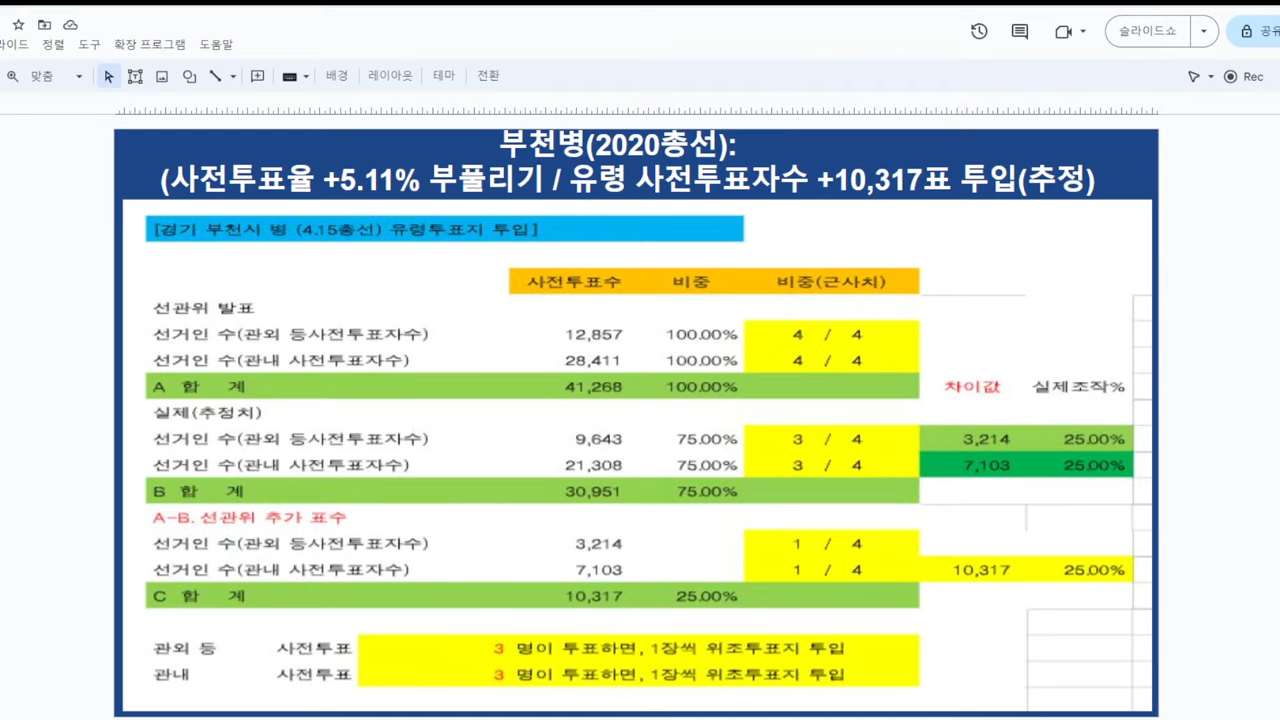 라이드 정렬 도구 확장 프로그램 도움말
슬라이드쇼
공유
맞춤 배경 레이아웃 테마 전환 Rec
부천병(2020총선):
(사전투표율 +5.11% 부풀리기 / 유령 사전투표자수 +10,317표 투입(추정)
[경기 부천시 병 (4.15총선) 유령투표지 투입]
사전투표수 비중 비중(근사치)
선관위 발표
선거인 수(관외 등사전투표자수) 12,857 100.00% 4 / 4
선거인 수(관내 사전투표자수) 28,411 100.00% 4 / 4
A 합 계 41,268 100.00% 차이값 실제조작%
실제(추정치)
선거인 수(관외 등사전투표자수) 9,643 75.00% 3 / 4 3,214 25.00%
선거인 수(관내 사전투표자수) 21,308 75.00% 3 / 4 7,103 25.00%
B 합 계 30,951 75.00%
A-B. 선관위 추가 표수
선거인 수(관외 등사전투표자수) 3,214 1 / 4
선거인 수(관내 사전투표자수) 7,103 1 / 4 10,317 25.00%
C 합 계 10,317 25.00%
관외 등 사전투표 3 명이 투표하면, 1장씩 위조투표지 투입
관내 사전투표 3 명이 투표하면, 1장씩 위조투표지 투입